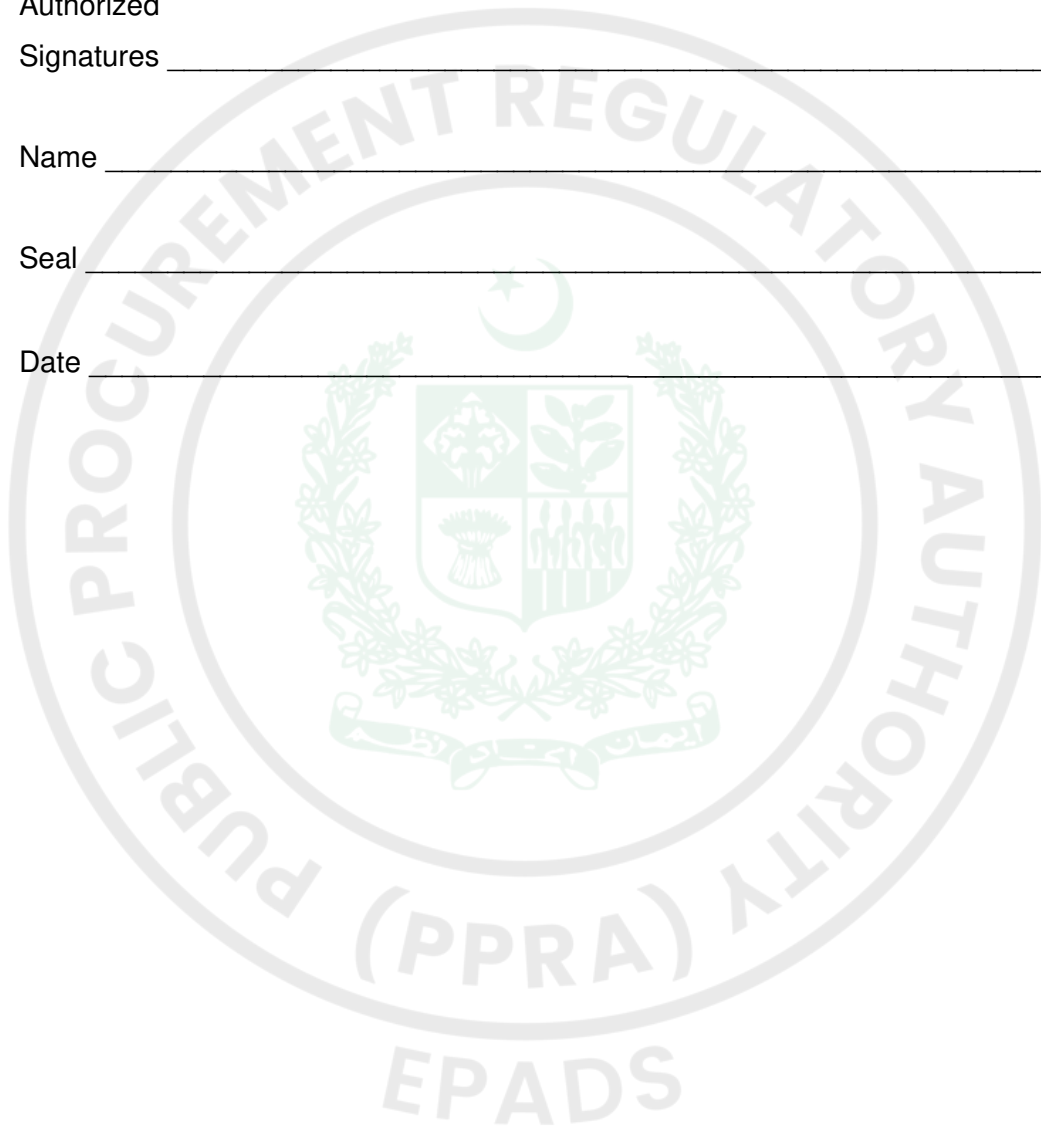 Authorized
Signatures
Name
Seal
Date
PUBLIC PROCUREMENT REGULATORY AUTHORITY
(PPRA)
EPADS